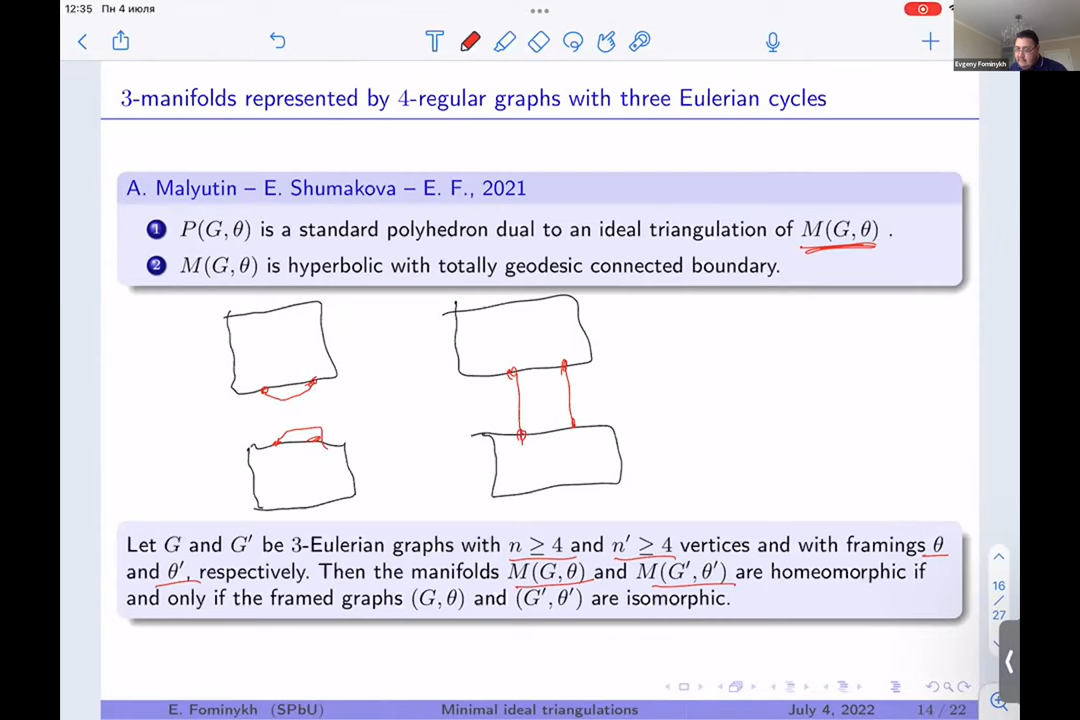 12:35 Пн 4 июля
Evgeny Fominykh
3-manifolds represented by 4-regular graphs with three Eulerian cycles
A. Malyutin – E. Shumakova – E. F., 2021
1 P(G, θ) is a standard polyhedron dual to an ideal triangulation of M(G, θ) .
2 M(G, θ) is hyperbolic with totally geodesic connected boundary.
Let G and G′ be 3-Eulerian graphs with n ≥ 4 and n′ ≥ 4 vertices and with framings θ
and θ′, respectively. Then the manifolds M(G, θ) and M(G′, θ′) are homeomorphic if
and only if the framed graphs (G, θ) and (G′, θ′) are isomorphic.
16
/
27
E. Fominykh (SPbU) Minimal ideal triangulations July 4, 2022 14 / 22